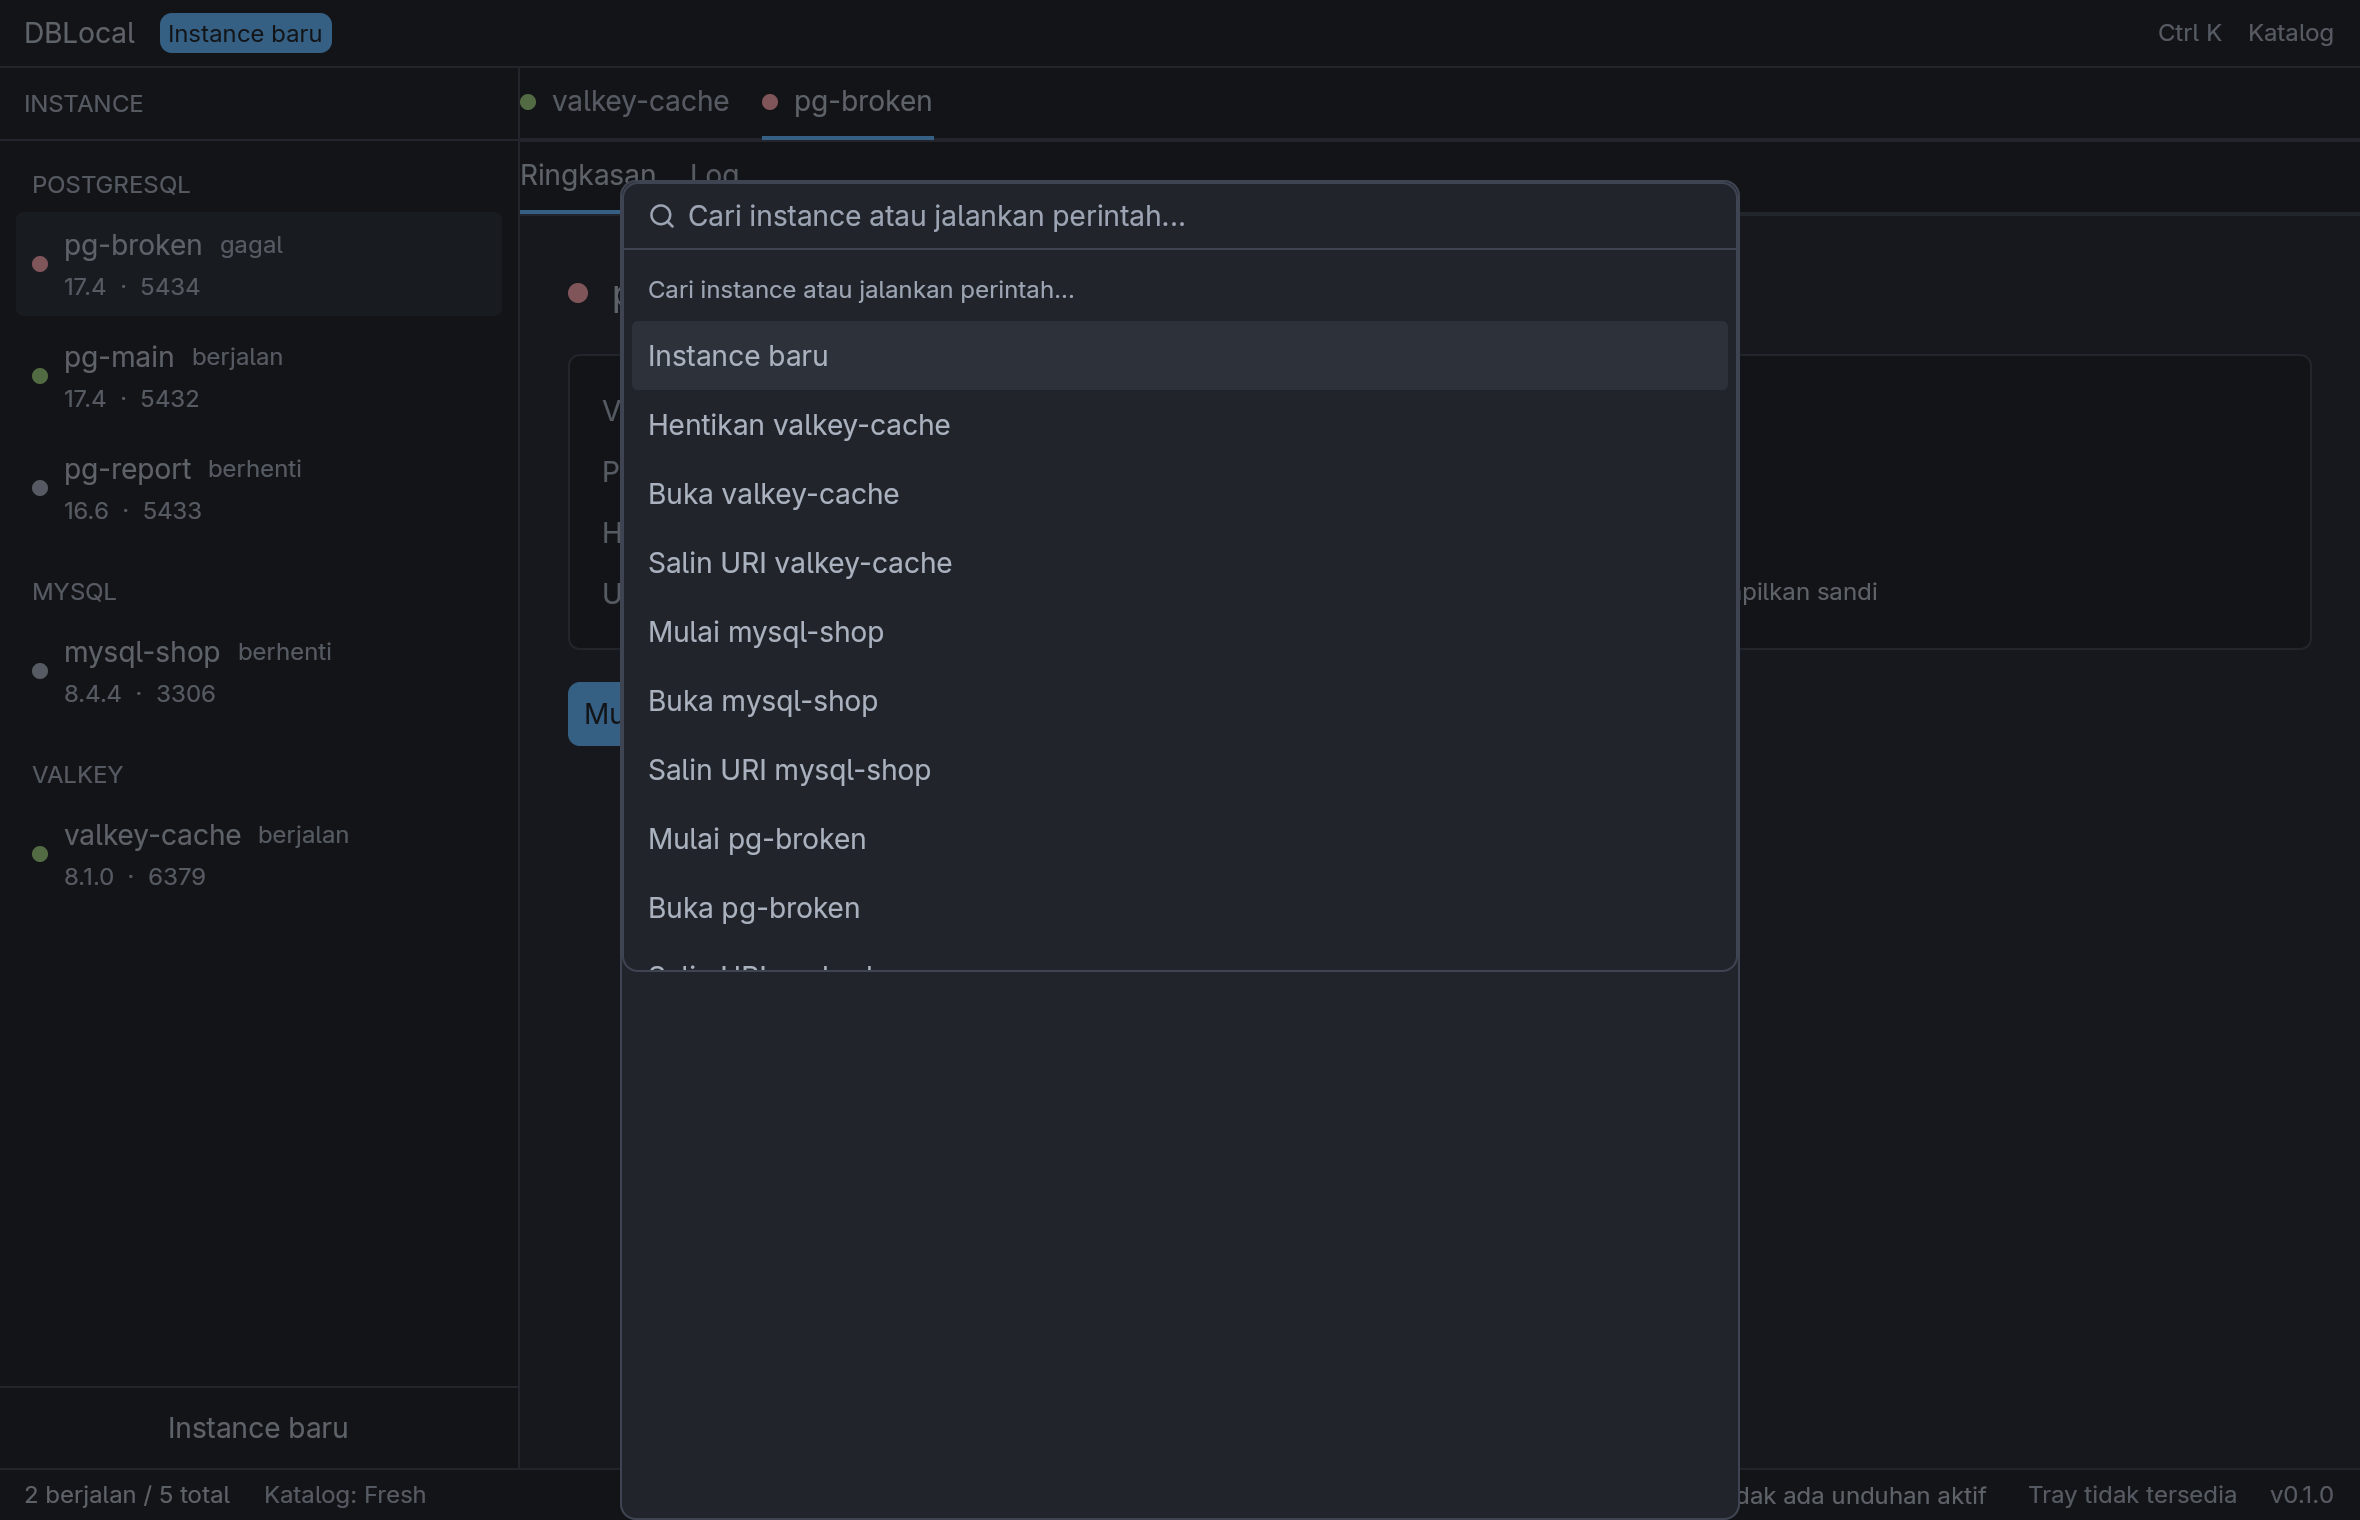 DBLocal Instance baru Ctrl K Katalog
INSTANCE
valkey-cache pg-broken
Ringkasan Log
POSTGRESQL
pg-broken gagal
17.4 · 5434
pg-main berjalan
17.4 · 5432
pg-report berhenti
16.6 · 5433
MYSQL
mysql-shop berhenti
8.4.4 · 3306
VALKEY
valkey-cache berjalan
8.1.0 · 6379
Instance baru
Cari instance atau jalankan perintah...
Cari instance atau jalankan perintah...
Instance baru
Hentikan valkey-cache
Buka valkey-cache
Salin URI valkey-cache
Mulai mysql-shop
Buka mysql-shop
Salin URI mysql-shop
Mulai pg-broken
Buka pg-broken
sandi
2 berjalan / 5 total Katalog: Fresh ada unduhan aktif Tray tidak tersedia v0.1.0